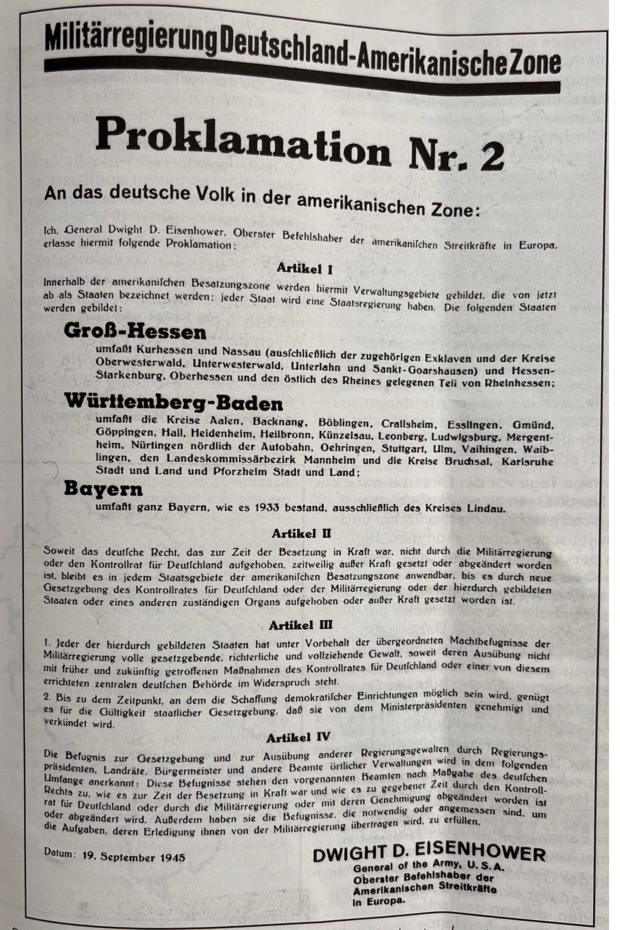 Militärregierung Deutschland-Amerikanische Zone
Proklamation Nr. 2
An das deutsche Volk in der amerikanischen Zone:
Ich, General Dwight D. Eisenhower, Oberster Befehlshaber der amerikanischen Streitkräfte in Europa,
erlasse hiermit folgende Proklamation:
Artikel I
Innerhalb der amerikanischen Besatzungszone werden hiermit Verwaltungsgebiete gebildet, die von jetzt
ab als Staaten bezeichnet werden; jeder Staat wird eine Staatsregierung haben. Die folgenden Staaten
werden gebildet:
Groß-Hessen
umfaßt Kurhessen und Nassau (ausschließlich der zugehörigen Exklaven und der Kreise
Oberwesterwald, Unterwesterwald, Unterlahn und Sankt-Goarshausen) und Hessen-
Starkenburg, Oberhessen und den östlich des Rheines gelegenen Teil von Rheinhessen;
Württemberg-Baden
umfaßt die Kreise Aalen, Backnang, Böblingen, Crailsheim, Esslingen, Gmünd,
Göppingen, Hall, Heidenheim, Heilbronn, Künzelsau, Leonberg, Ludwigsburg, Mergent-
heim, Nürtingen nördlich der Autobahn, Oehringen, Stuttgart, Ulm, Vaihingen, Waib-
lingen, den Landeskommissärbezirk Mannheim und die Kreise Bruchsal, Karlsruhe
Stadt und Land und Pforzheim Stadt und Land;
Bayern
umfaßt ganz Bayern, wie es 1933 bestand, ausschließlich des Kreises Lindau.
Artikel II
Soweit das deutsche Recht, das zur Zeit der Besetzung in Kraft war, nicht durch die Militärregierung
oder den Kontrollrat für Deutschland aufgehoben, zeitweilig außer Kraft gesetzt oder abgeändert worden
ist, bleibt es in jedem Staatsgebiete der amerikanischen Besatzungszone anwendbar, bis es durch neue
Gesetzgebung des Kontrollrates für Deutschland oder der Militärregierung oder der hierdurch gebildeten
Staaten oder eines anderen zuständigen Organs aufgehoben oder außer Kraft gesetzt worden ist.
Artikel III
1. Jeder der hierdurch gebildeten Staaten hat unter Vorbehalt der übergeordneten Machtbefugnisse der
Militärregierung volle gesetzgebende, richterliche und vollziehende Gewalt, soweit deren Ausübung nicht
mit früher und zukünftig getroffenen Maßnahmen des Kontrollrates für Deutschland oder einer von diesem
errichteten zentralen deutschen Behörde im Widerspruch steht.
2. Bis zu dem Zeitpunkt, an dem die Schaffung demokratischer Einrichtungen möglich sein wird, genügt
es für die Gültigkeit staatlicher Gesetzgebung, daß sie von dem Ministerpräsidenten genehmigt und
verkündet wird.
Artikel IV
Die Befugnis zur Gesetzgebung und zur Ausübung anderer Regierungsgewalten durch Regierungs-
präsidenten, Landräte, Bürgermeister und andere Beamte örtlicher Verwaltungen wird in dem folgenden
Umfange anerkannt: Diese Befugnisse stehen den vorgenannten Beamten nach Maßgabe des deutschen
Rechts zu, wie es zur Zeit der Besetzung in Kraft war und wie es zu gegebener Zeit durch den Kontroll-
rat für Deutschland oder durch die Militärregierung oder mit deren Genehmigung abgeändert worden ist
oder abgeändert wird. Außerdem haben sie die Befugnisse, die notwendig oder angemessen sind, um
die Aufgaben, deren Erledigung ihnen von der Militärregierung übertragen wird, zu erfüllen.
Datum: 19. September 1945
DWIGHT D. EISENHOWER
General of the Army, U. S. A.
Oberster Befehlshaber der
Amerikanischen Streitkräfte
in Europa.